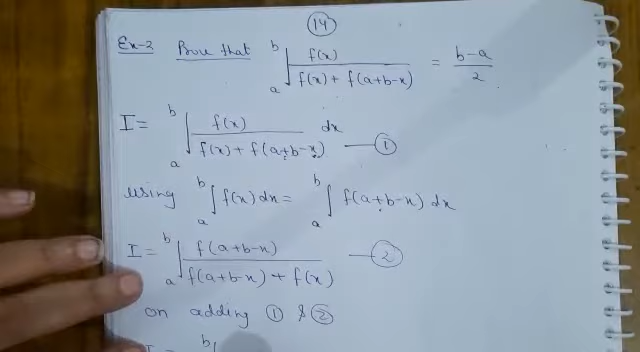 14
Ex-2 Prove that ∫_a^b f(x) / f(x) + f(a+b-x) = b-a / 2
I = ∫_a^b f(x) / f(x) + f(a+b-x) dx — 1
using ∫_a^b f(x) dx = ∫_a^b f(a+b-x) dx
I = ∫_a^b f(a+b-x) / f(a+b-x) + f(x) — 2
on adding 1 & 2
I = b